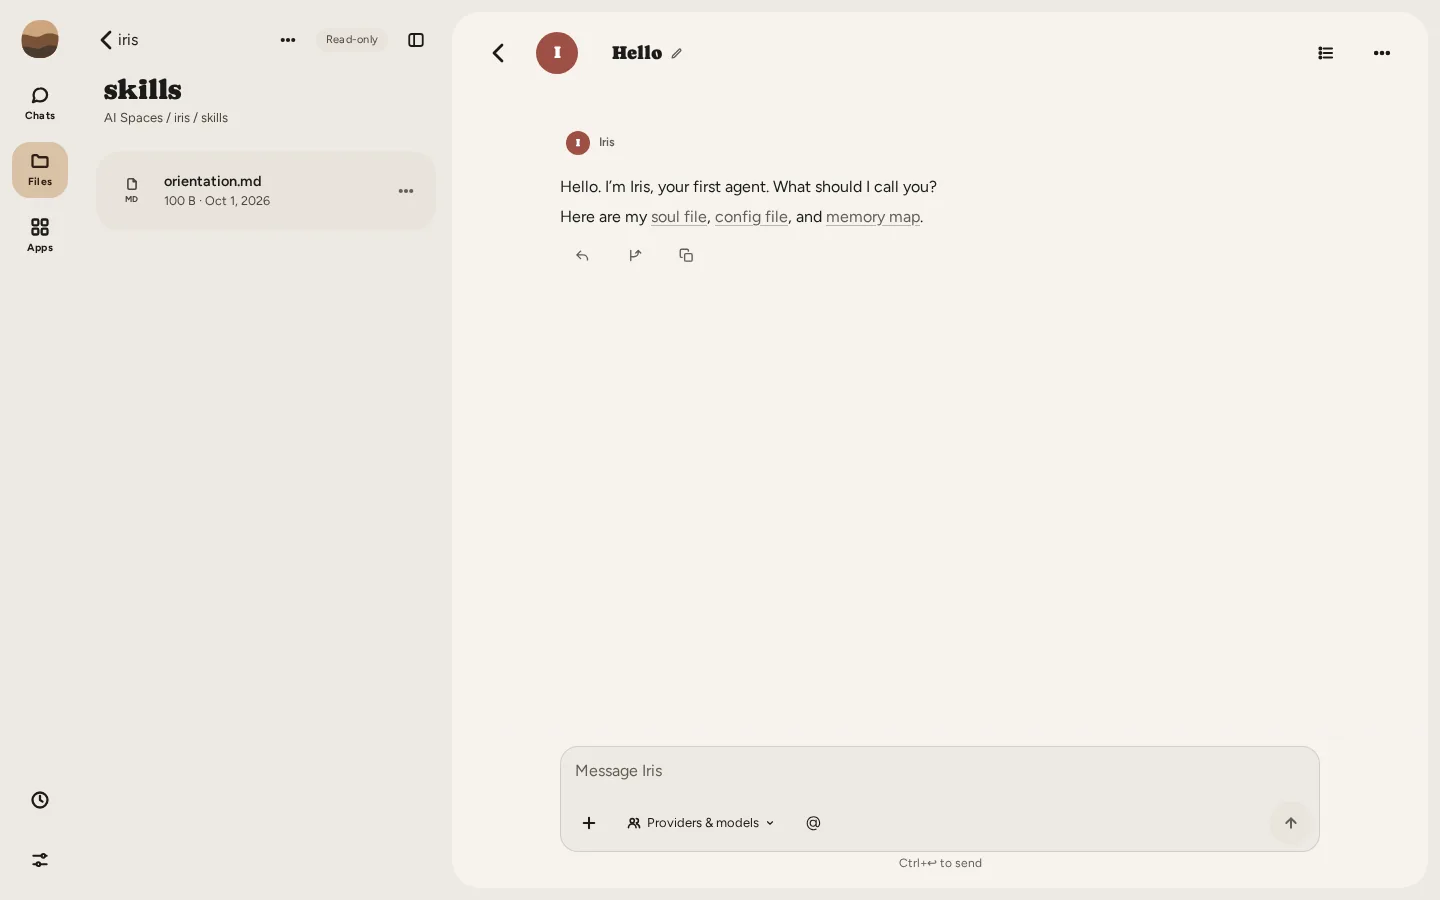 Chats
Files
Apps
iris
Read-only
skills
AI Spaces / iris / skills
MD
orientation.md
100 B · Oct 1, 2026
I
Hello
I
Iris
Hello. I’m Iris, your first agent. What should I call you?
Here are my soul file, config file, and memory map.
Message Iris
Providers & models
@
Ctrl+↩ to send